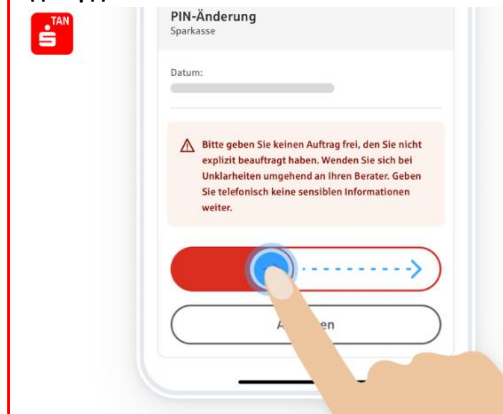 PIN-Änderung
TAN
Sparkasse
Datum:
Bitte geben Sie keinen Auftrag frei, den Sie nicht
explizit beauftragt haben. Wenden Sie sich bei
Unklarheiten umgehend an Ihren Berater. Geben
Sie telefonisch keine sensiblen Informationen
weiter.